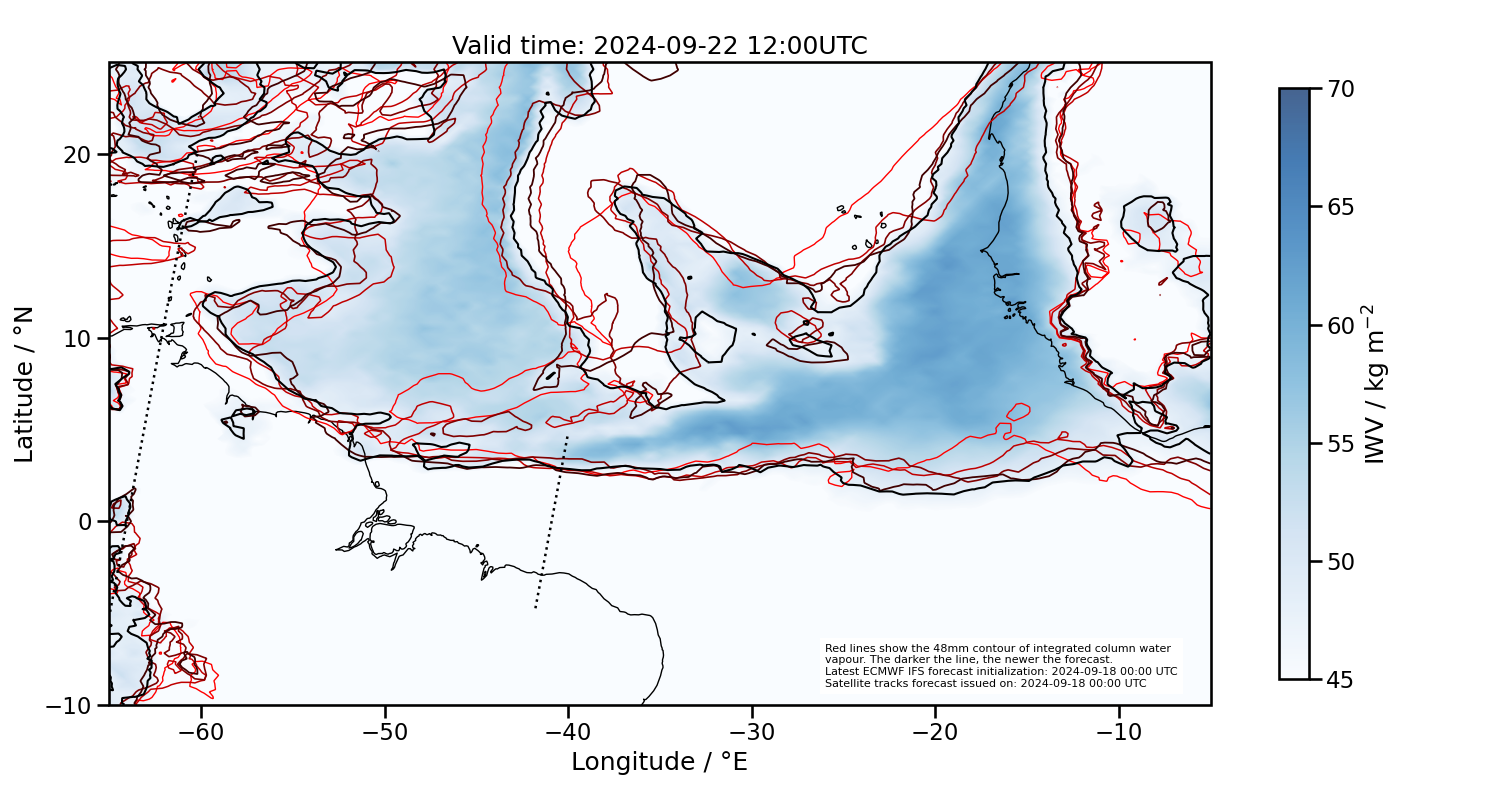 Valid time: 2024-09-22 12:00UTC
20
10
0
−10
Latitude / °N
−60
−50
−40
−30
−20
−10
Longitude / °E
Red lines show the 48mm contour of integrated column water
vapour. The darker the line, the newer the forecast.
Latest ECMWF IFS forecast initialization: 2024-09-18 00:00 UTC
Satellite tracks forecast issued on: 2024-09-18 00:00 UTC
70
65
60
55
50
45
IWV / kg m⁻²